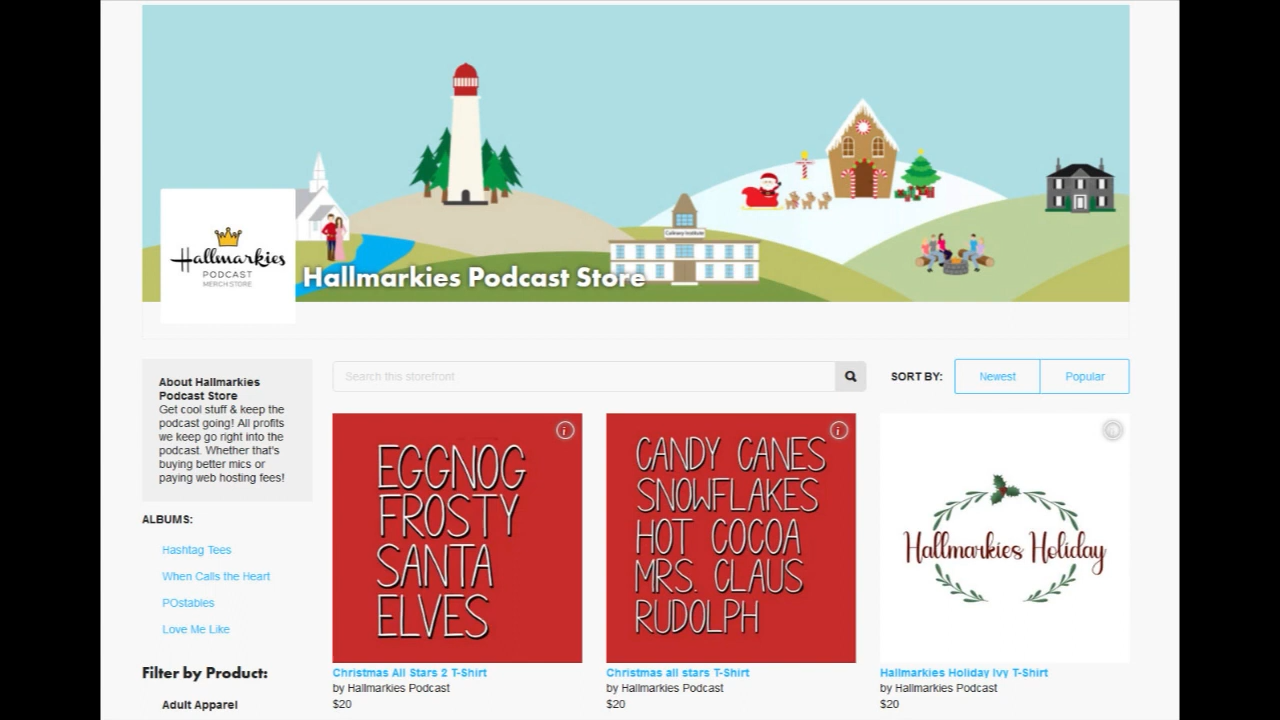 Culinary Institute
Hallmarkies
PODCAST
MERCH STORE
Hallmarkies Podcast Store
About Hallmarkies
Podcast Store
Get cool stuff & keep the
podcast going! All profits
we keep go right into the
podcast. Whether that's
buying better mics or
paying web hosting fees!
Search this storefront
SORT BY:
Newest
Popular
ALBUMS:
Hashtag Tees
When Calls the Heart
POstables
Love Me Like
Filter by Product:
Adult Apparel
EGGNOG
FROSTY
SANTA
ELVES
Christmas All Stars 2 T-Shirt
by Hallmarkies Podcast
$20
CANDY CANES
SNOWFLAKES
HOT COCOA
MRS. CLAUS
RUDOLPH
Christmas all stars T-Shirt
by Hallmarkies Podcast
$20
Hallmarkies Holiday
Hallmarkies Holiday Ivy T-Shirt
by Hallmarkies Podcast
$20